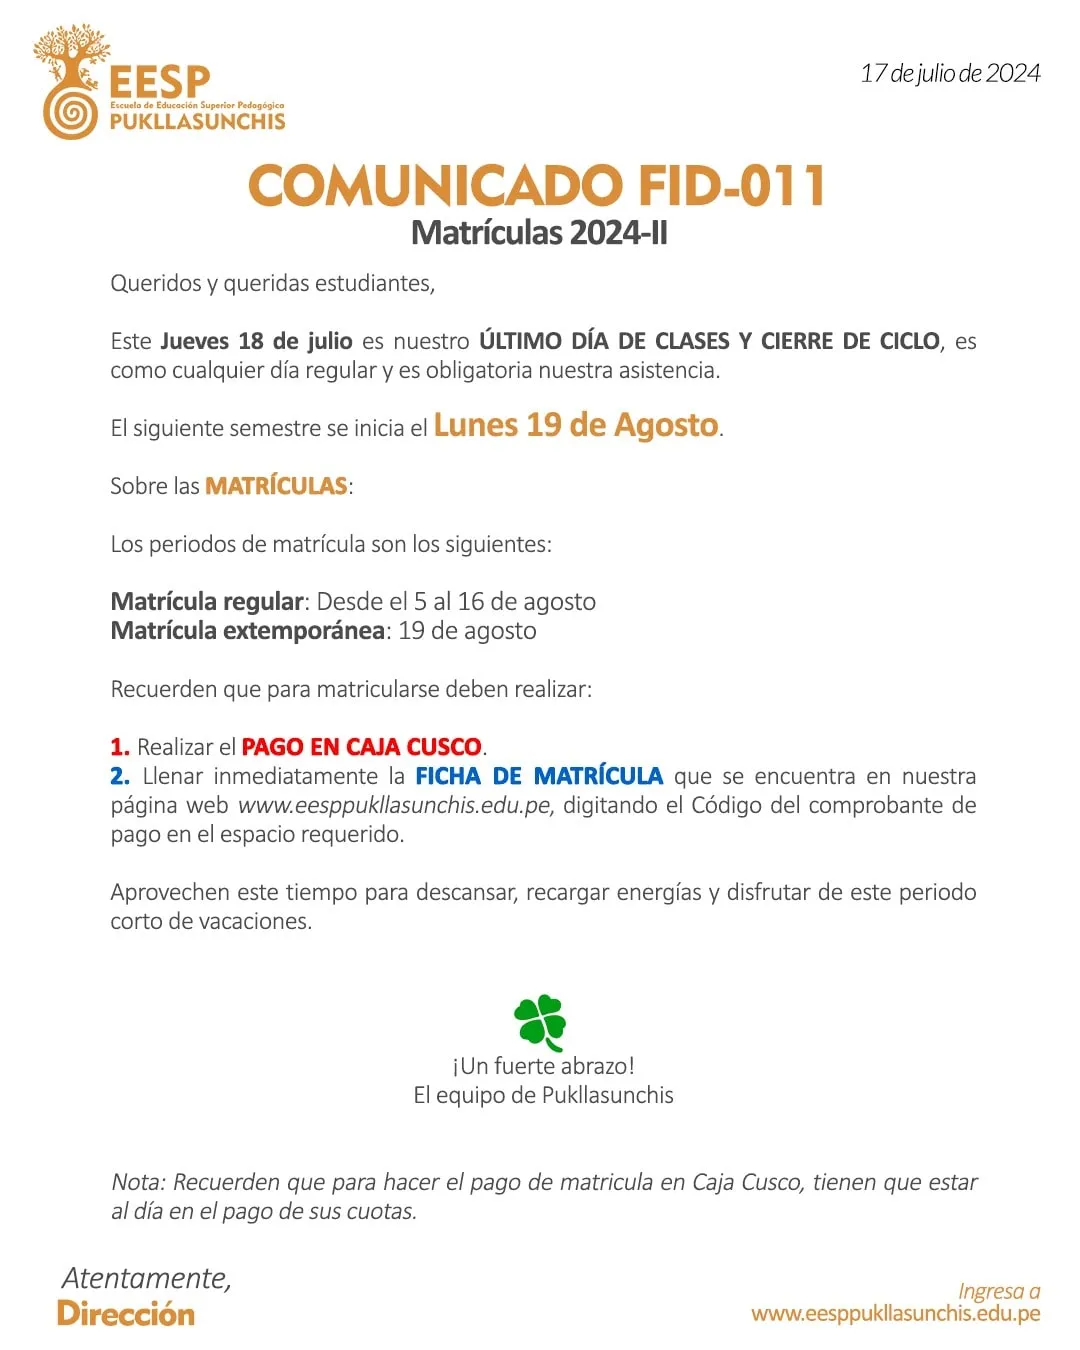 EESP
Escuela de Educación Superior Pedagógica
PUKLLASUNCHIS
17 de julio de 2024
COMUNICADO FID-011
Matrículas 2024-II
Queridos y queridas estudiantes,
Este Jueves 18 de julio es nuestro ÚLTIMO DÍA DE CLASES Y CIERRE DE CICLO, es
como cualquier día regular y es obligatoria nuestra asistencia.
El siguiente semestre se inicia el Lunes 19 de Agosto.
Sobre las MATRÍCULAS:
Los periodos de matrícula son los siguientes:
Matrícula regular: Desde el 5 al 16 de agosto
Matrícula extemporánea: 19 de agosto
Recuerden que para matricularse deben realizar:
1. Realizar el PAGO EN CAJA CUSCO.
2. Llenar inmediatamente la FICHA DE MATRÍCULA que se encuentra en nuestra
página web www.eesppukllasunchis.edu.pe, digitando el Código del comprobante de
pago en el espacio requerido.
Aprovechen este tiempo para descansar, recargar energías y disfrutar de este periodo
corto de vacaciones.
¡Un fuerte abrazo!
El equipo de Pukllasunchis
Nota: Recuerden que para hacer el pago de matricula en Caja Cusco, tienen que estar
al día en el pago de sus cuotas.
Atentamente,
Dirección
Ingresa a
www.eesppukllasunchis.edu.pe